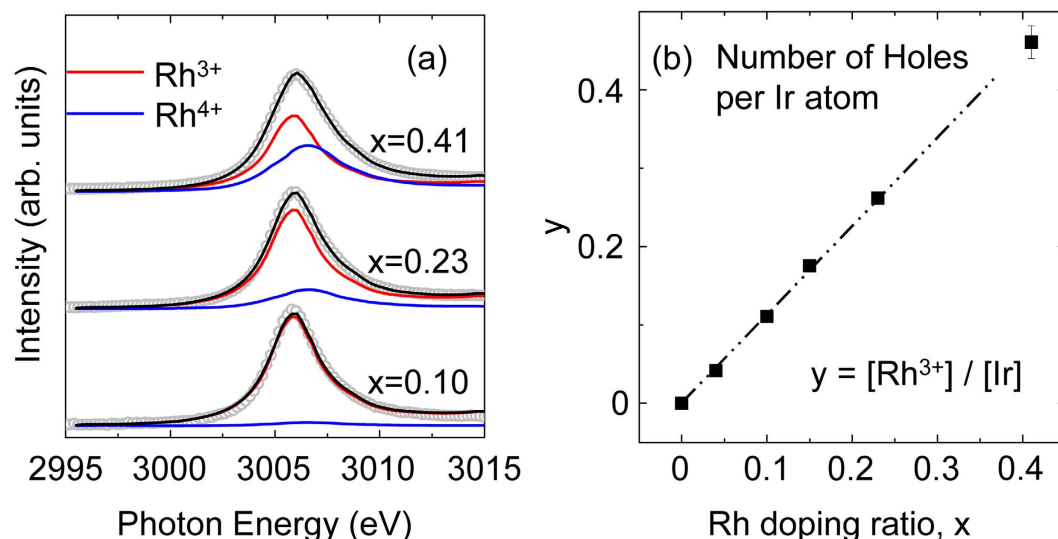 (a)
Rh³⁺
Rh⁴⁺
x=0.41
x=0.23
x=0.10
Intensity (arb. units)
2995 3000 3005 3010 3015
Photon Energy (eV)
(b) Number of Holes
per Ir atom
0.4
0.2
0
y
y = [Rh³⁺] / [Ir]
0 0.1 0.2 0.3 0.4
Rh doping ratio, x